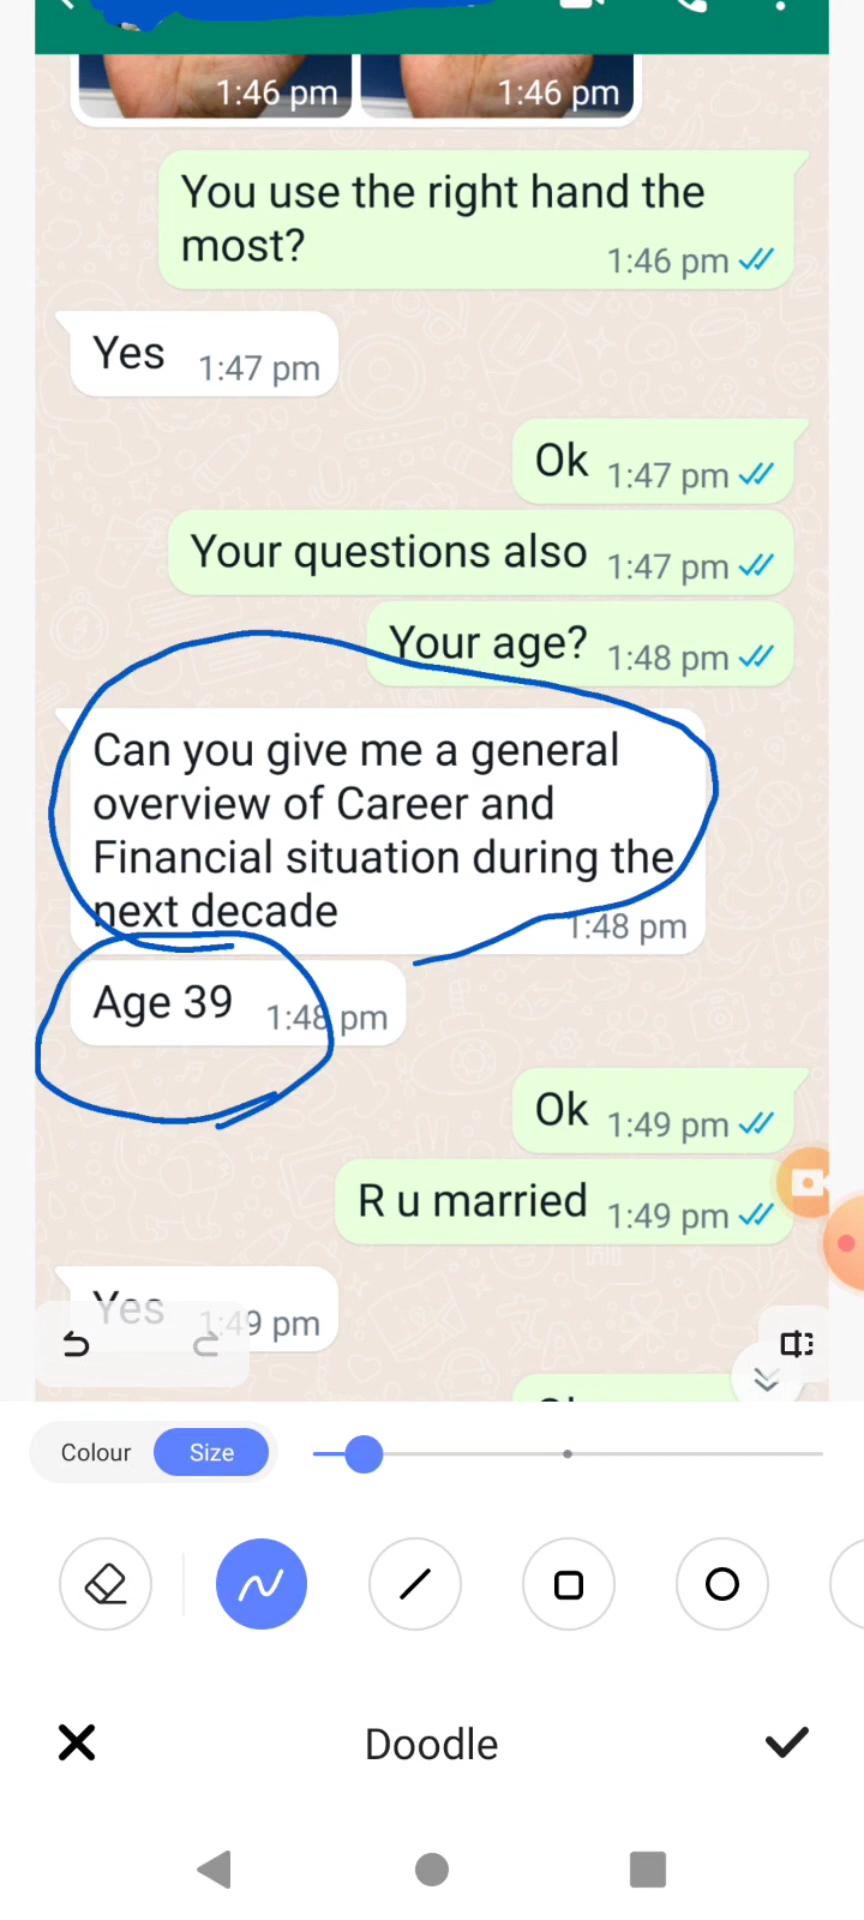 1:46 pm 1:46 pm
You use the right hand the
most? 1:46 pm
Yes 1:47 pm
Ok 1:47 pm
Your questions also 1:47 pm
Your age? 1:48 pm
Can you give me a general
overview of Career and
Financial situation during the
next decade 1:48 pm
Age 39 1:48 pm
Ok 1:49 pm
R u married 1:49 pm
Yes 1:49 pm
Colour Size
Doodle